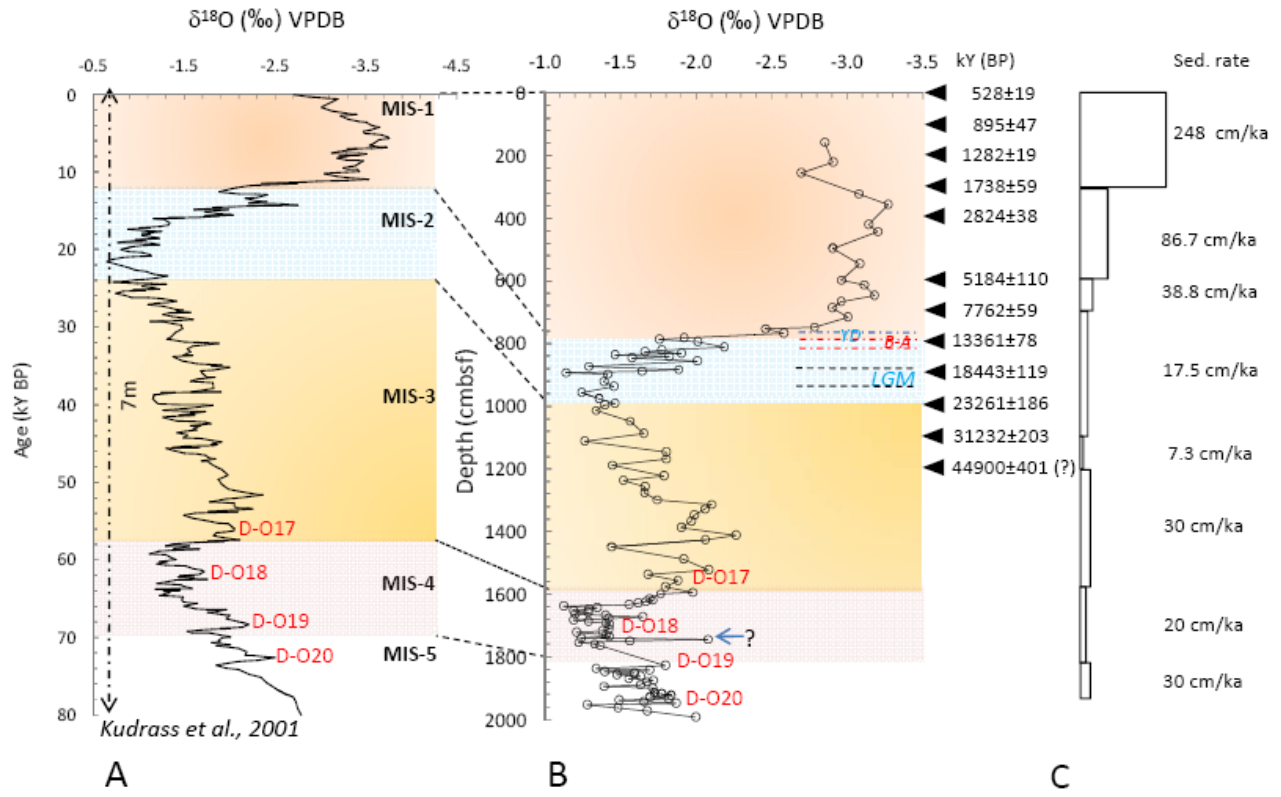 δ¹⁸O (‰) VPDB
δ¹⁸O (‰) VPDB
-0.5 -1.5 -2.5 -3.5 -4.5
-1.0 -1.5 -2.0 -2.5 -3.0 -3.5
kY (BP)
Sed. rate
Age (kY BP)
0
10
20
30
40
50
60
70
80
7m
MIS-1
MIS-2
MIS-3
D-O17
D-O18
MIS-4
D-O19
D-O20
MIS-5
Kudrass et al., 2001
A
Depth (cmbsf)
0
200
400
600
800
1000
1200
1400
1600
1800
2000
YD
B-A
LGM
D-O17
D-O18
?
D-O19
D-O20
B
528±19
895±47
1282±19
1738±59
2824±38
5184±110
7762±59
13361±78
18443±119
23261±186
31232±203
44900±401 (?)
248 cm/ka
86.7 cm/ka
38.8 cm/ka
17.5 cm/ka
7.3 cm/ka
30 cm/ka
20 cm/ka
30 cm/ka
C